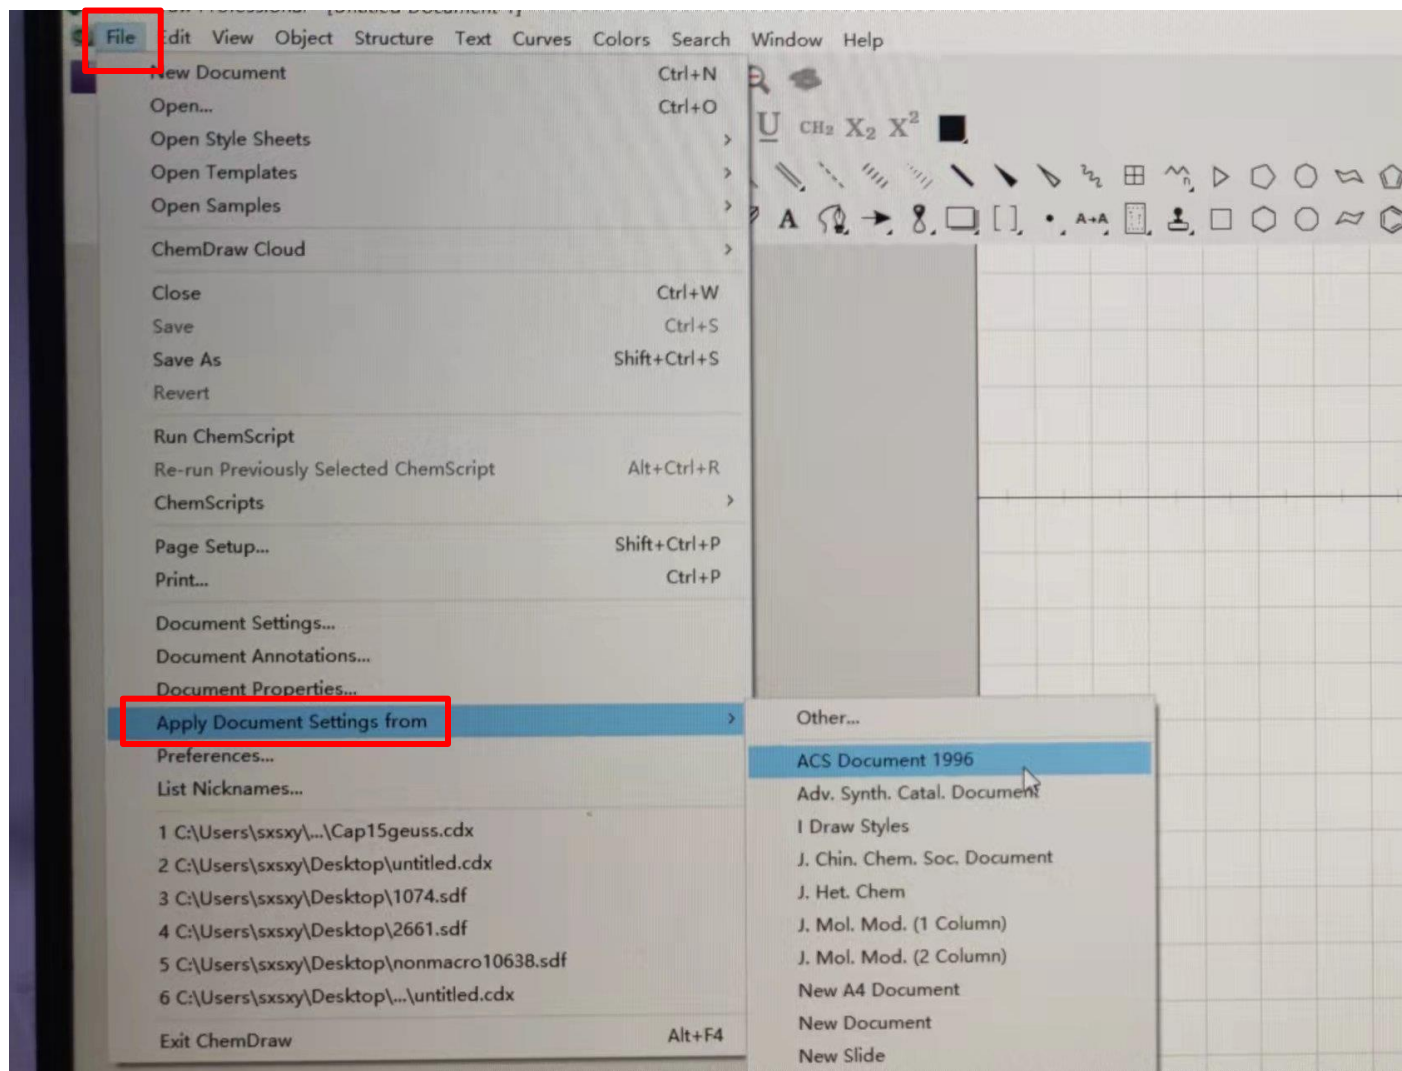 [Untitled Document-1]
File Edit View Object Structure Text Curves Colors Search Window Help
New Document Ctrl+N
Open... Ctrl+O
Open Style Sheets
Open Templates
Open Samples
ChemDraw Cloud
Close Ctrl+W
Save Ctrl+S
Save As Shift+Ctrl+S
Revert
Run ChemScript
Re-run Previously Selected ChemScript Alt+Ctrl+R
ChemScripts
Page Setup... Shift+Ctrl+P
Print... Ctrl+P
Document Settings...
Document Annotations...
Document Properties...
Apply Document Settings from
Preferences...
List Nicknames...
1 C:\Users\sxsxy\...\Cap15geuss.cdx
2 C:\Users\sxsxy\Desktop\untitled.cdx
3 C:\Users\sxsxy\Desktop\1074.sdf
4 C:\Users\sxsxy\Desktop\2661.sdf
5 C:\Users\sxsxy\Desktop\nonmacro10638.sdf
6 C:\Users\sxsxy\Desktop\...\untitled.cdx
Exit ChemDraw Alt+F4
U CH₂ X₂ X²
A A→A
Other...
ACS Document 1996
Adv. Synth. Catal. Document
I Draw Styles
J. Chin. Chem. Soc. Document
J. Het. Chem
J. Mol. Mod. (1 Column)
J. Mol. Mod. (2 Column)
New A4 Document
New Document
New Slide